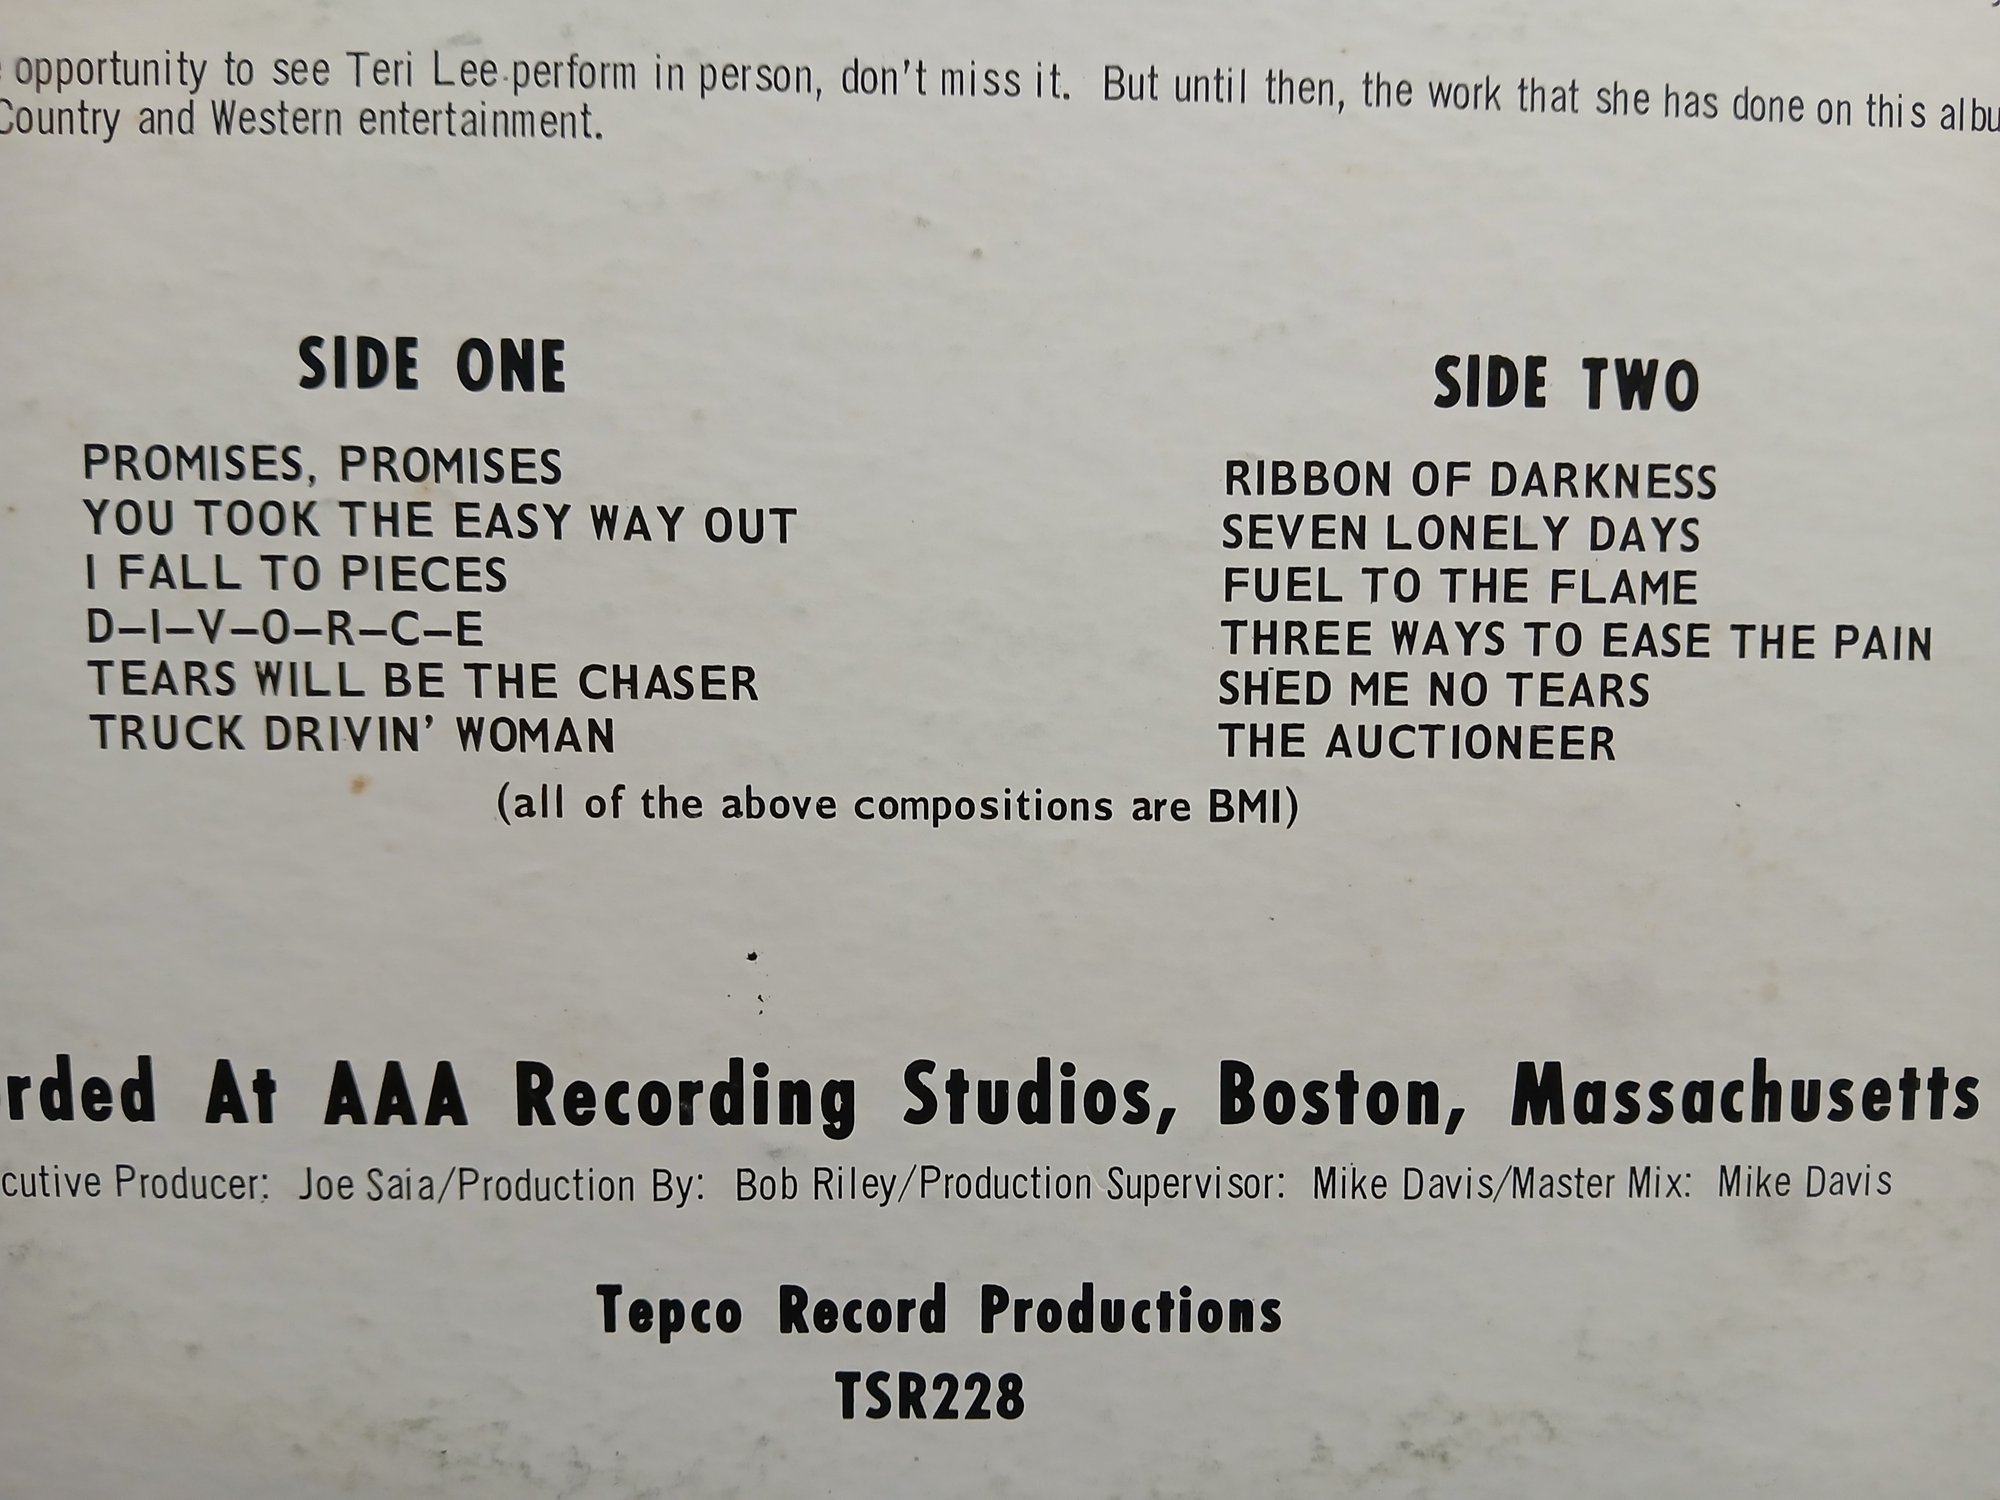 opportunity to see Teri Lee perform in person, don't miss it. But until then, the work that she has done on this
Country and Western entertainment.
SIDE ONE
PROMISES, PROMISES
YOU TOOK THE EASY WAY OUT
I FALL TO PIECES
D–I–V–O–R–C–E
TEARS WILL BE THE CHASER
TRUCK DRIVIN' WOMAN
SIDE TWO
RIBBON OF DARKNESS
SEVEN LONELY DAYS
FUEL TO THE FLAME
THREE WAYS TO EASE THE PAIN
SHED ME NO TEARS
THE AUCTIONEER
(all of the above compositions are BMI)
rded At AAA Recording Studios, Boston, Massachusetts
cutive Producer: Joe Saia/Production By: Bob Riley/Production Supervisor: Mike Davis/Master Mix: Mike Davis
Tepco Record Productions
TSR228